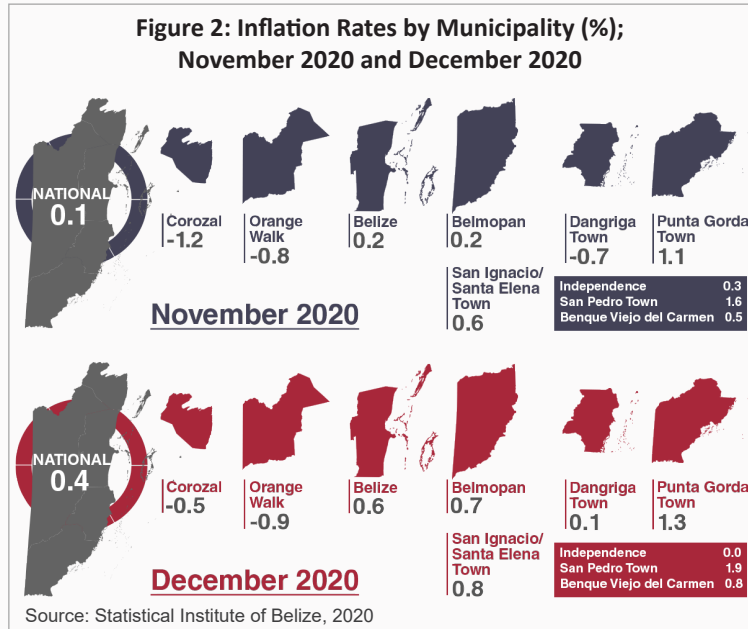 Figure 2: Inflation Rates by Municipality (%);
November 2020 and December 2020
NATIONAL
0.1
Corozal
-1.2
Orange
Walk
-0.8
Belize
0.2
Belmopan
0.2
San Ignacio/
Santa Elena
Town
0.6
Dangriga
Town
-0.7
Punta Gorda
Town
1.1
Independence 0.3
San Pedro Town 1.6
Benque Viejo del Carmen 0.5
November 2020
NATIONAL
0.4
Corozal
-0.5
Orange
Walk
-0.9
Belize
0.6
Belmopan
0.7
San Ignacio/
Santa Elena
Town
0.8
Dangriga
Town
0.1
Punta Gorda
Town
1.3
Independence 0.0
San Pedro Town 1.9
Benque Viejo del Carmen 0.8
December 2020
Source: Statistical Institute of Belize, 2020